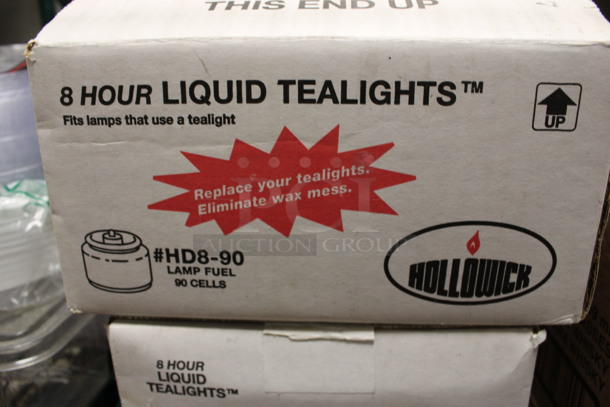 THIS END UP
8 HOUR LIQUID TEALIGHTS™
Fits lamps that use a tealight
UP
Replace your tealights.
Eliminate wax mess.
AUCTION GROUP
#HD8-90
LAMP FUEL
90 CELLS
HOLLOWICK
8 HOUR
LIQUID
TEALIGHTS™